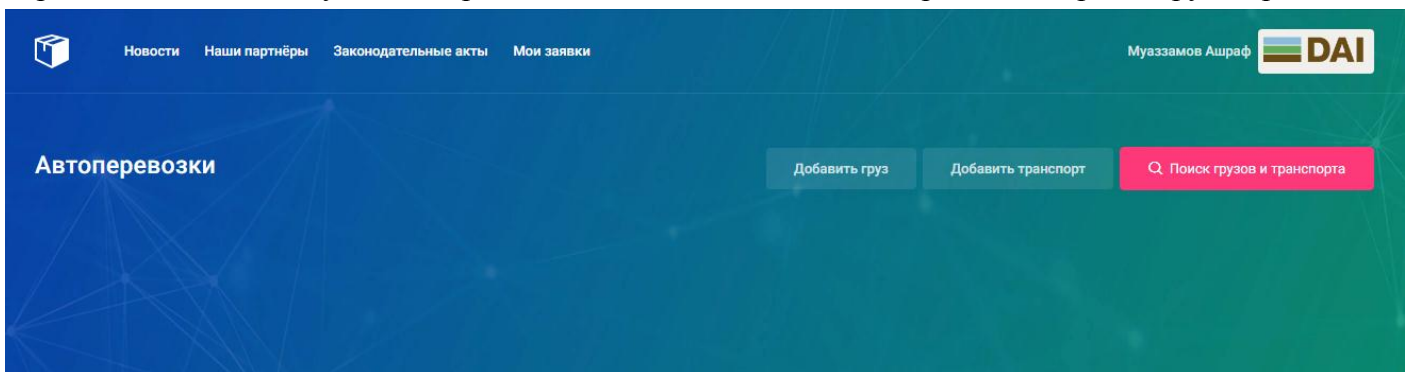 Новости Наши партнёры Законодательные акты Мои заявки Муаззамов Ашраф DAI
Автоперевозки Добавить груз Добавить транспорт Поиск грузов и транспорта